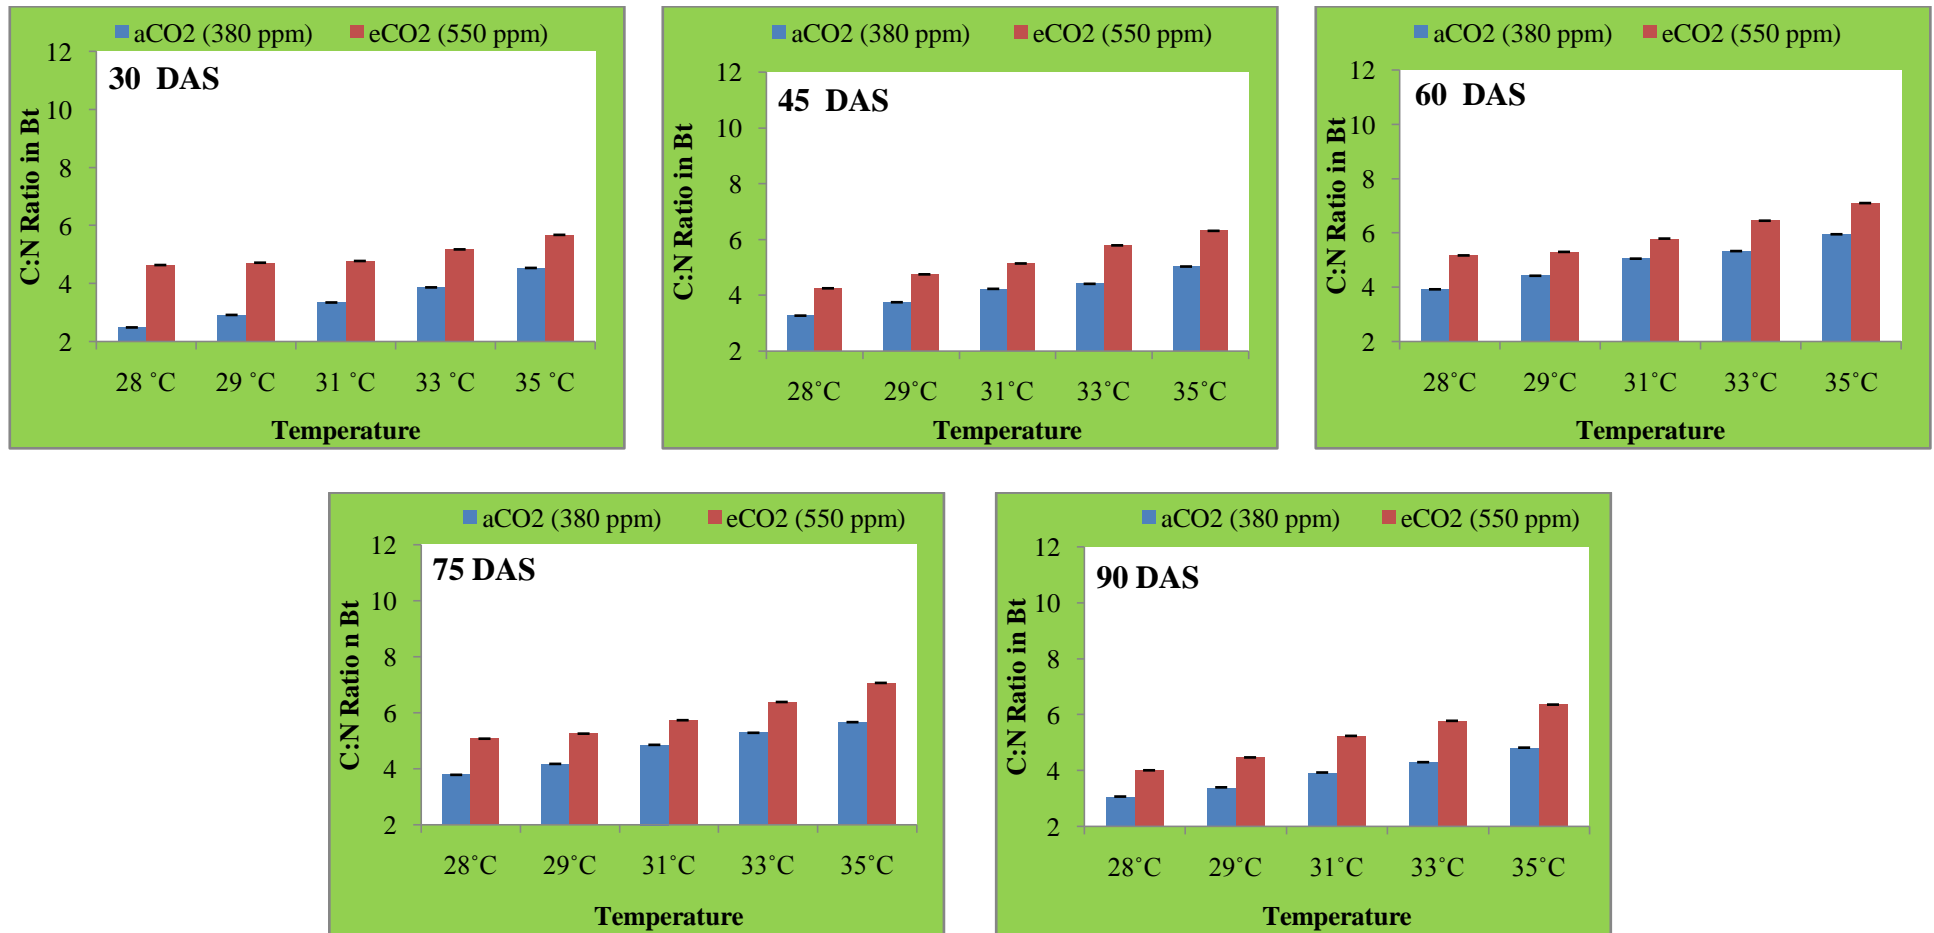 aCO2 (380 ppm) eCO2 (550 ppm)
30 DAS
C:N Ratio in Bt
12
10
8
6
4
2
28 ˚C 29 ˚C 31 ˚C 33 ˚C 35 ˚C
Temperature
aCO2 (380 ppm) eCO2 (550 ppm)
45 DAS
C:N Ratio in Bt
12
10
8
6
4
2
28˚C 29˚C 31˚C 33˚C 35˚C
Temperature
aCO2 (380 ppm) eCO2 (550 ppm)
60 DAS
C:N Ratio in Bt
12
10
8
6
4
2
28˚C 29˚C 31˚C 33˚C 35˚C
Temperature
aCO2 (380 ppm) eCO2 (550 ppm)
75 DAS
C:N Ratio n Bt
12
10
8
6
4
2
28˚C 29˚C 31˚C 33˚C 35˚C
Temperature
aCO2 (380 ppm) eCO2 (550 ppm)
90 DAS
C:N Ratio in Bt
12
10
8
6
4
2
28˚C 29˚C 31˚C 33˚C 35˚C
Temperature